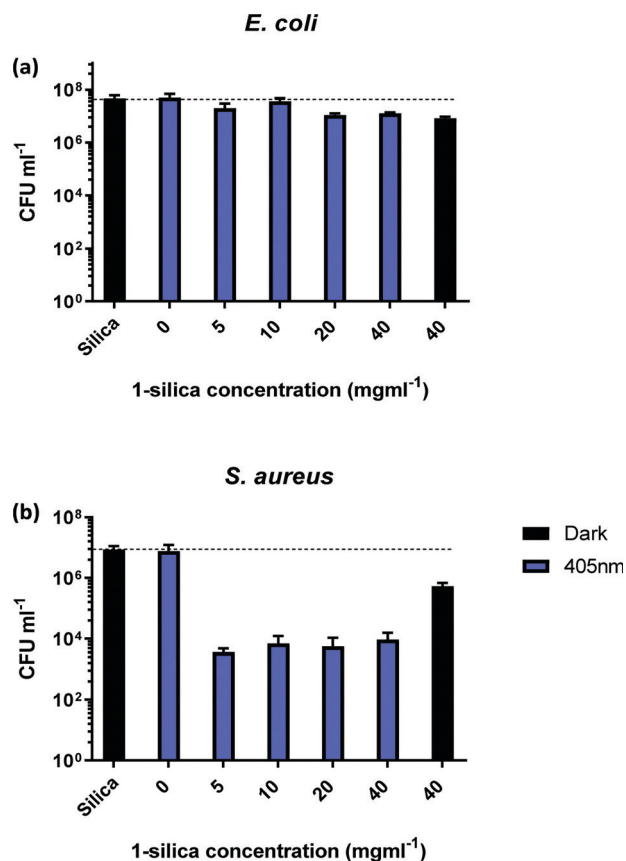 E. coli
(a)
10⁸
10⁶
10⁴
10²
10⁰
CFU ml⁻¹
Silica 0 5 10 20 40 40
1-silica concentration (mgml⁻¹)
S. aureus
(b)
10⁸
10⁶
10⁴
10²
10⁰
CFU ml⁻¹
Silica 0 5 10 20 40 40
1-silica concentration (mgml⁻¹)
Dark
405nm